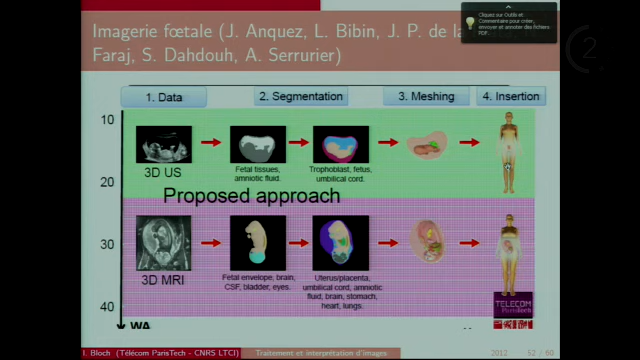 Imagerie fœtale (J. Anquez, L. Bibin, J. P. de la
Faraj, S. Dahdouh, A. Serrurier)
Cliquez sur Outils et
Commentaire pour créer,
envoyer et annoter des fichiers
PDF.
2
1. Data
2. Segmentation
3. Meshing
4. Insertion
10
20
30
40
WA
3D US
Fetal tissues,
amniotic fluid.
Trophoblast, fetus,
umbilical cord.
Proposed approach
3D MRI
Fetal envelope, brain,
CSF, bladder, eyes.
Uterus/placenta,
umbilical cord, amniotic
fluid, brain, stomach,
heart, lungs.
TELECOM
ParisTech
I. Bloch (Télécom ParisTech - CNRS LTCI)
Traitement et interprétation d'images
2012
52 / 60